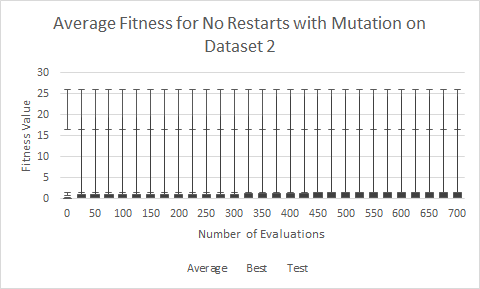 Average Fitness for No Restarts with Mutation on
Dataset 2
30
25
20
15
10
5
0
Fitness Value
0 50 100 150 200 250 300 350 400 450 500 550 600 650 700
Number of Evaluations
Average Best Test